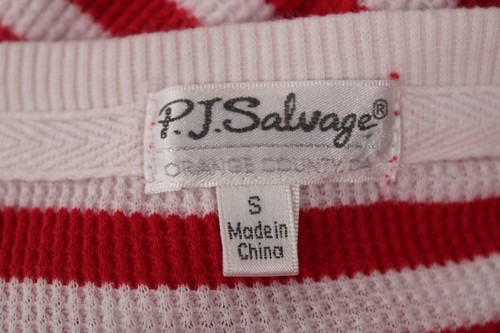 P.J.Salvage®
ORANGE COUNTY, CA
S
Made in
China